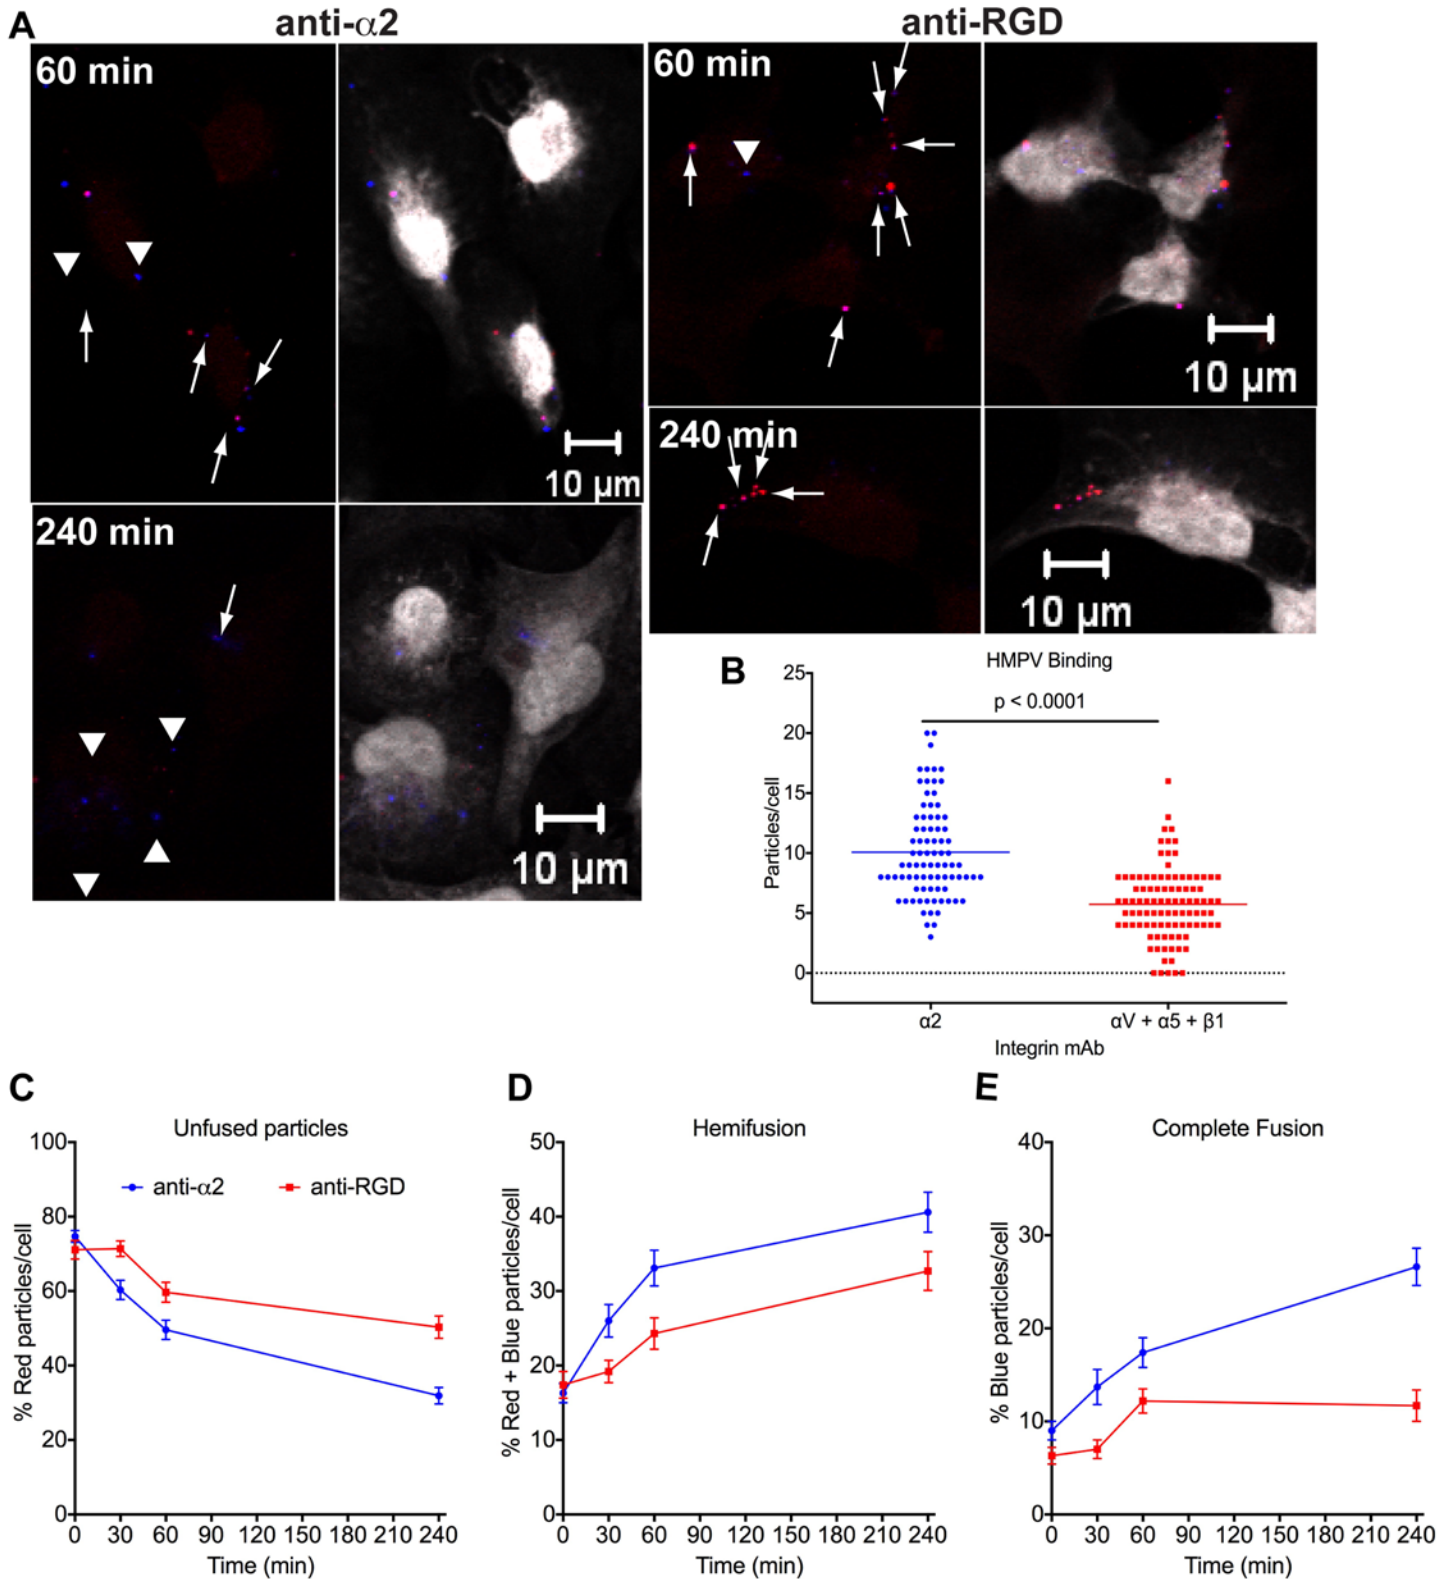 A
anti-α2
anti-RGD
60 min
60 min
10 µm
10 µm
240 min
240 min
10 µm
10 µm
B
HMPV Binding
p < 0.0001
25
20
15
10
5
0
Particles/cell
α2
αV + α5 + β1
Integrin mAb
C
Unfused particles
anti-α2
anti-RGD
100
80
60
40
20
0
% Red particles/cell
0 30 60 90 120 150 180 210 240
Time (min)
D
Hemifusion
50
40
30
20
10
0
% Red + Blue particles/cell
0 30 60 90 120 150 180 210 240
Time (min)
E
Complete Fusion
40
30
20
10
0
% Blue particles/cell
0 30 60 90 120 150 180 210 240
Time (min)